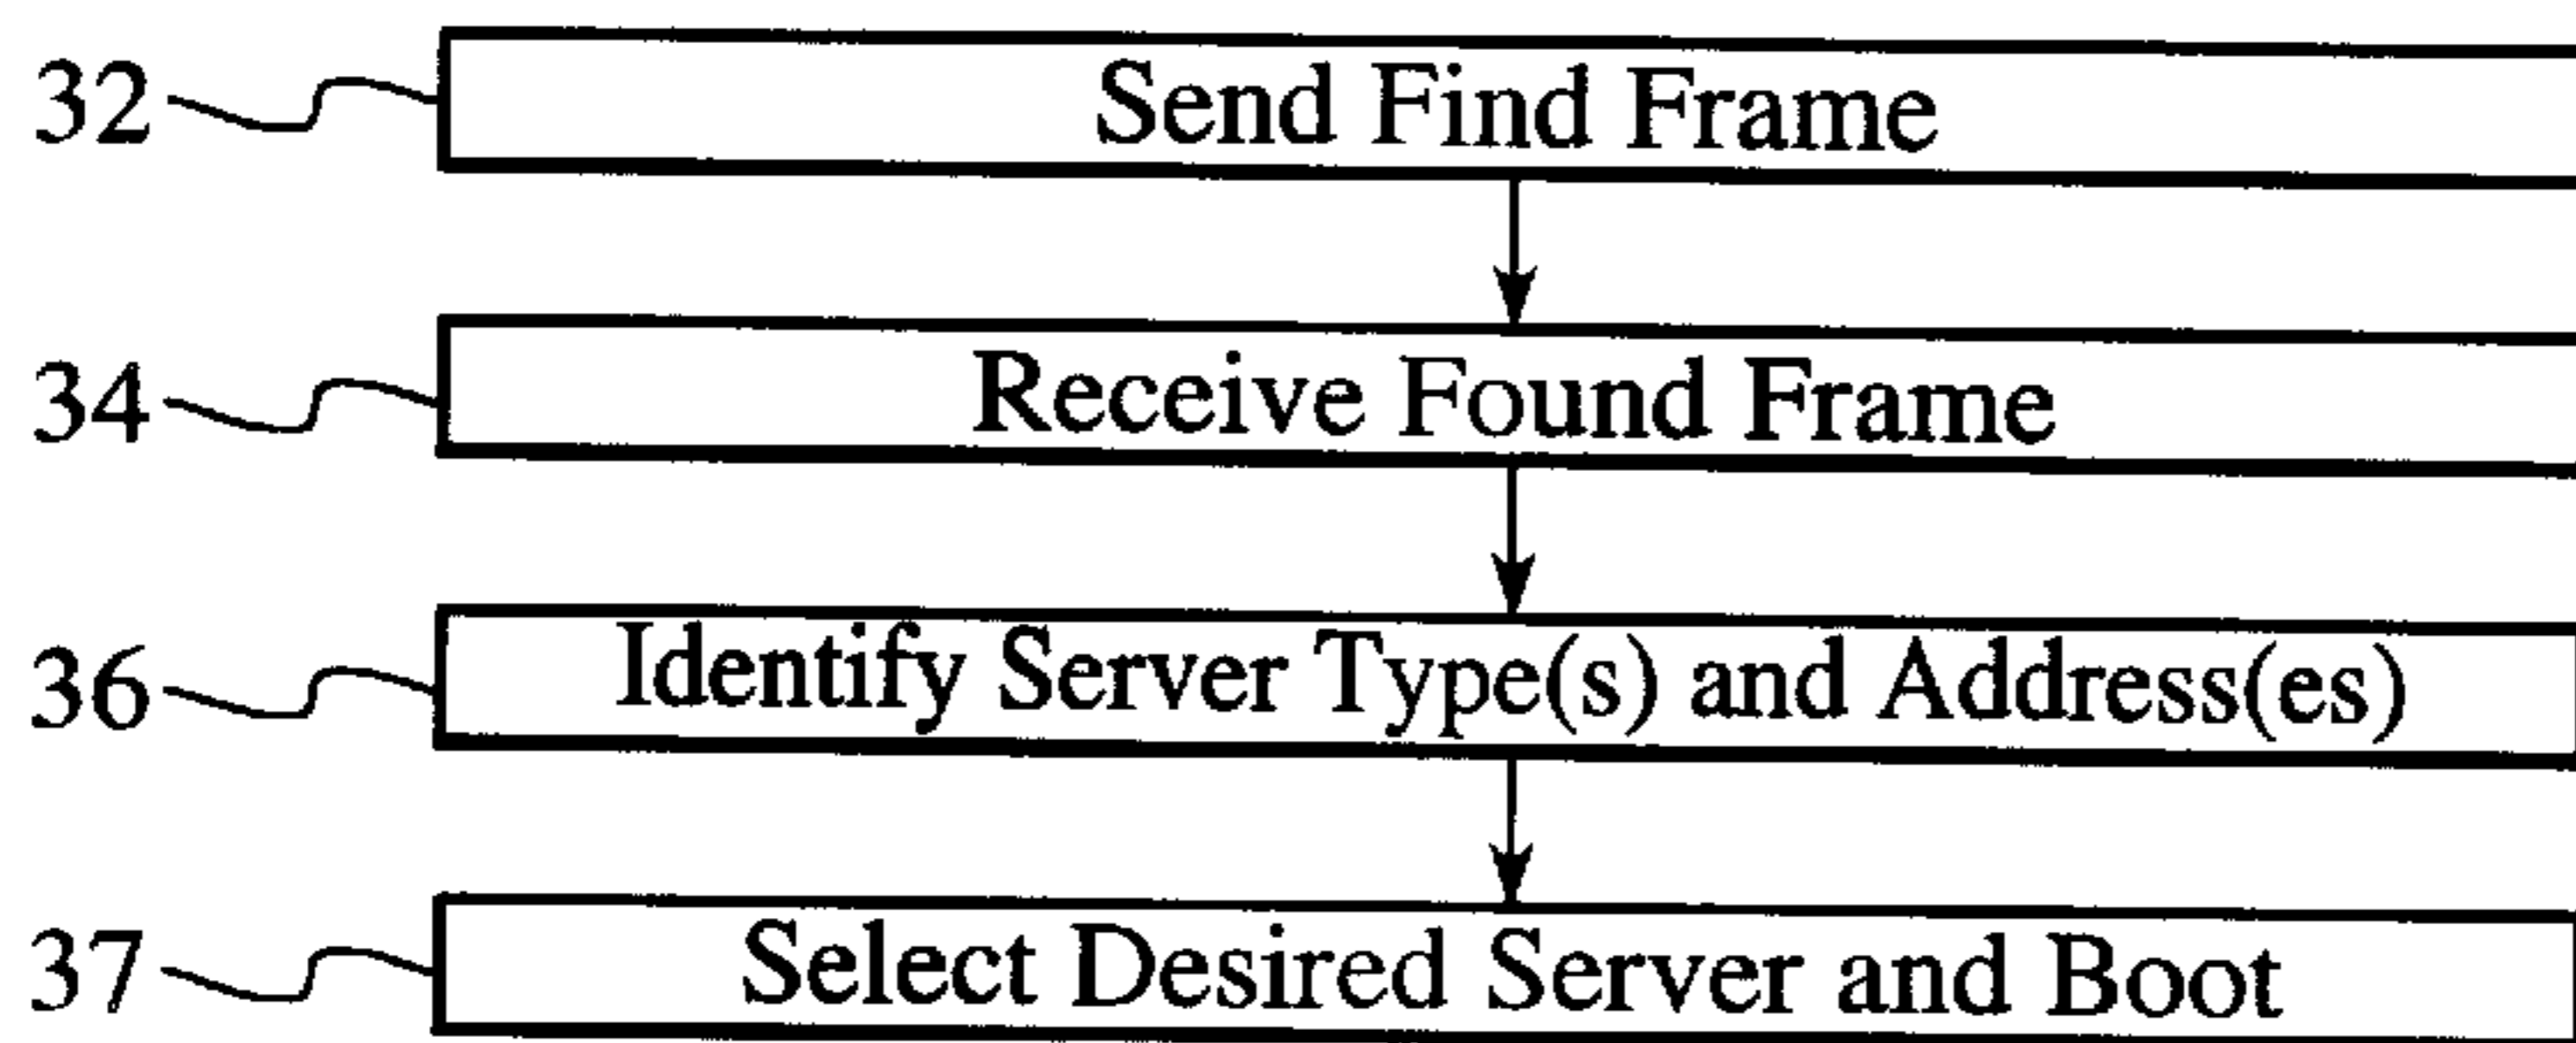 32 Send Find Frame
34 Receive Found Frame
36 Identify Server Type(s) and Address(es)
37 Select Desired Server and Boot